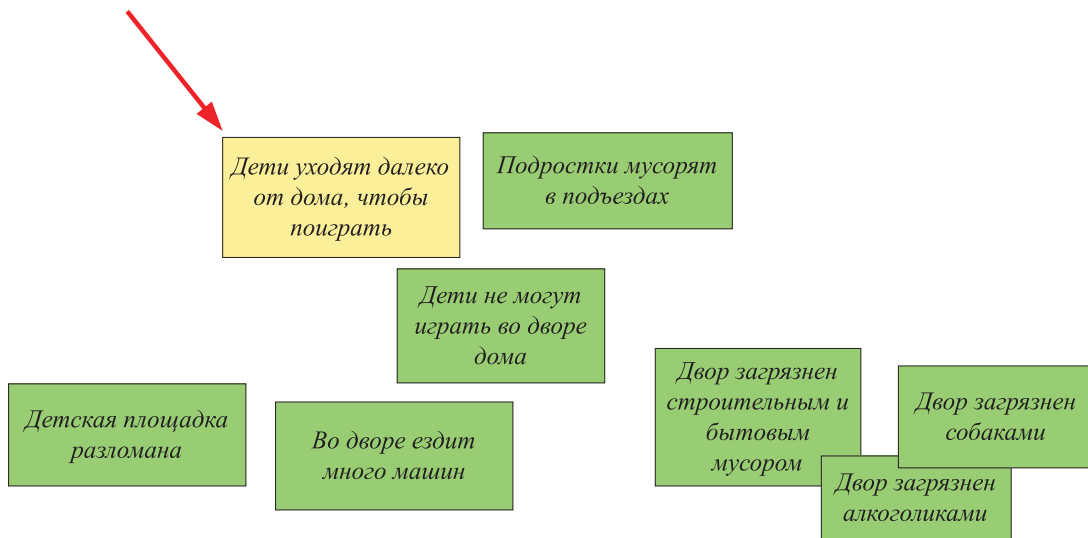 Дети уходят далеко
от дома, чтобы
поиграть
Подростки мусорят
в подъездах
Дети не могут
играть во дворе
дома
Детская площадка
разломана
Во дворе ездит
много машин
Двор загрязнен
строительным и
бытовым
мусором
Двор загрязнен
собаками
Двор загрязнен
алкоголиками